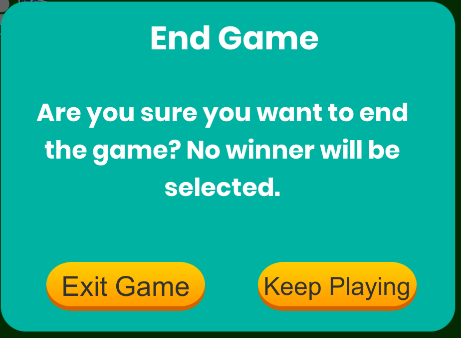 End Game
Are you sure you want to end
the game? No winner will be
selected.
Exit Game
Keep Playing